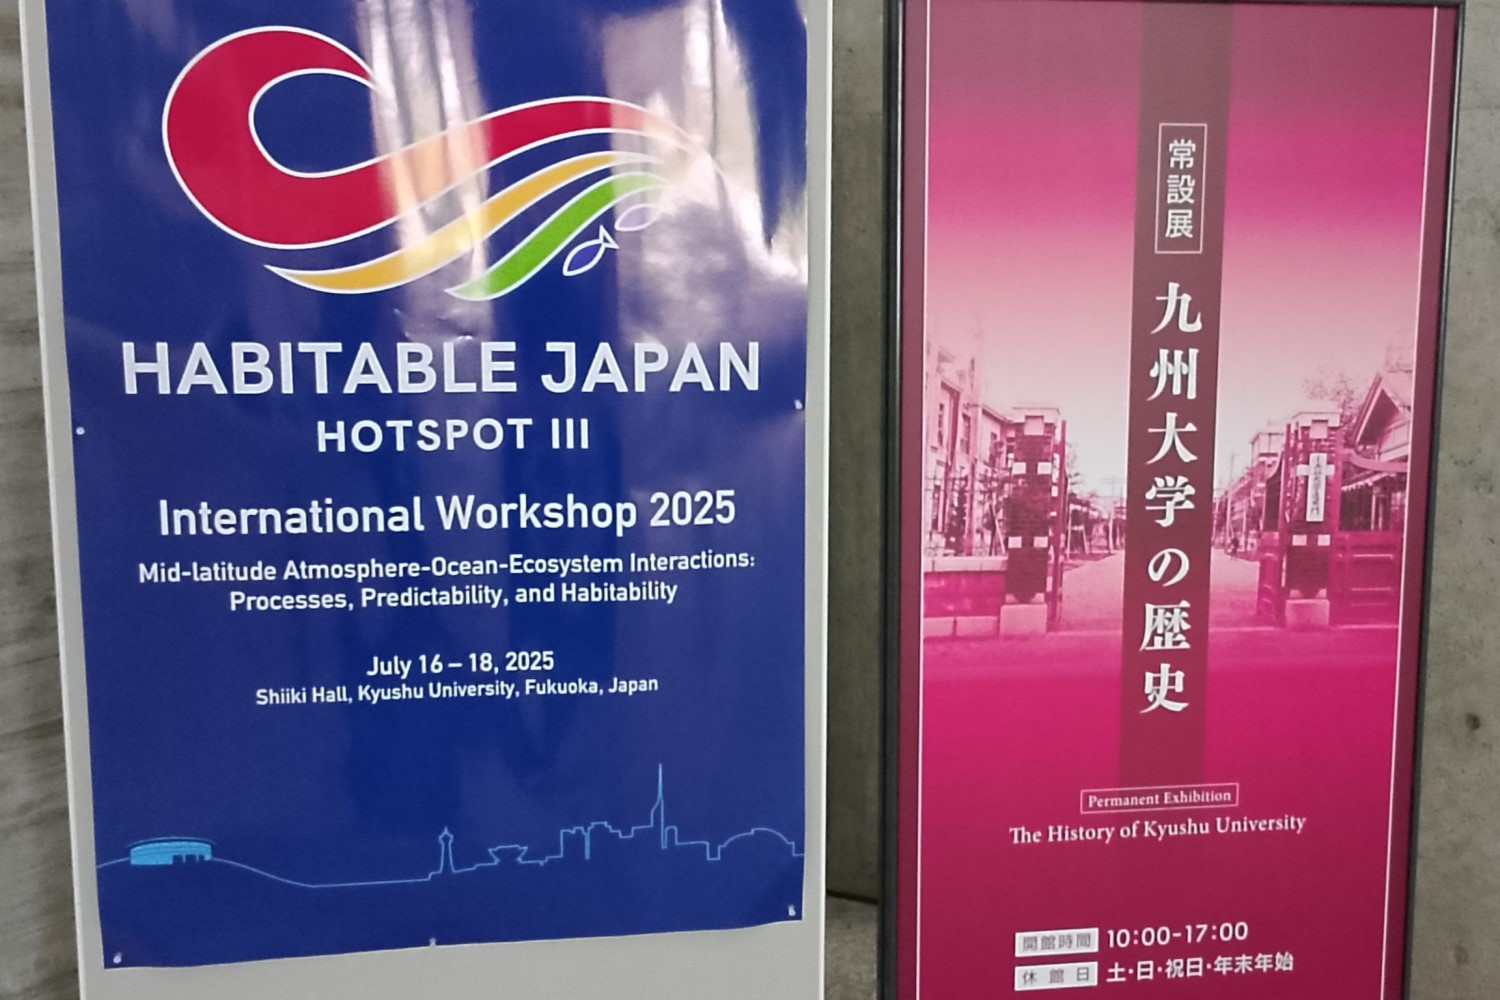 HABITABLE JAPAN
HOTSPOT III
International Workshop 2025
Mid-latitude Atmosphere-Ocean-Ecosystem Interactions:
Processes, Predictability, and Habitability
July 16 – 18, 2025
Shiiki Hall, Kyushu University, Fukuoka, Japan
常設展
九州大学の歴史
Permanent Exhibition
The History of Kyushu University
開館時間 10:00-17:00
休館日 土・日・祝日・年末年始